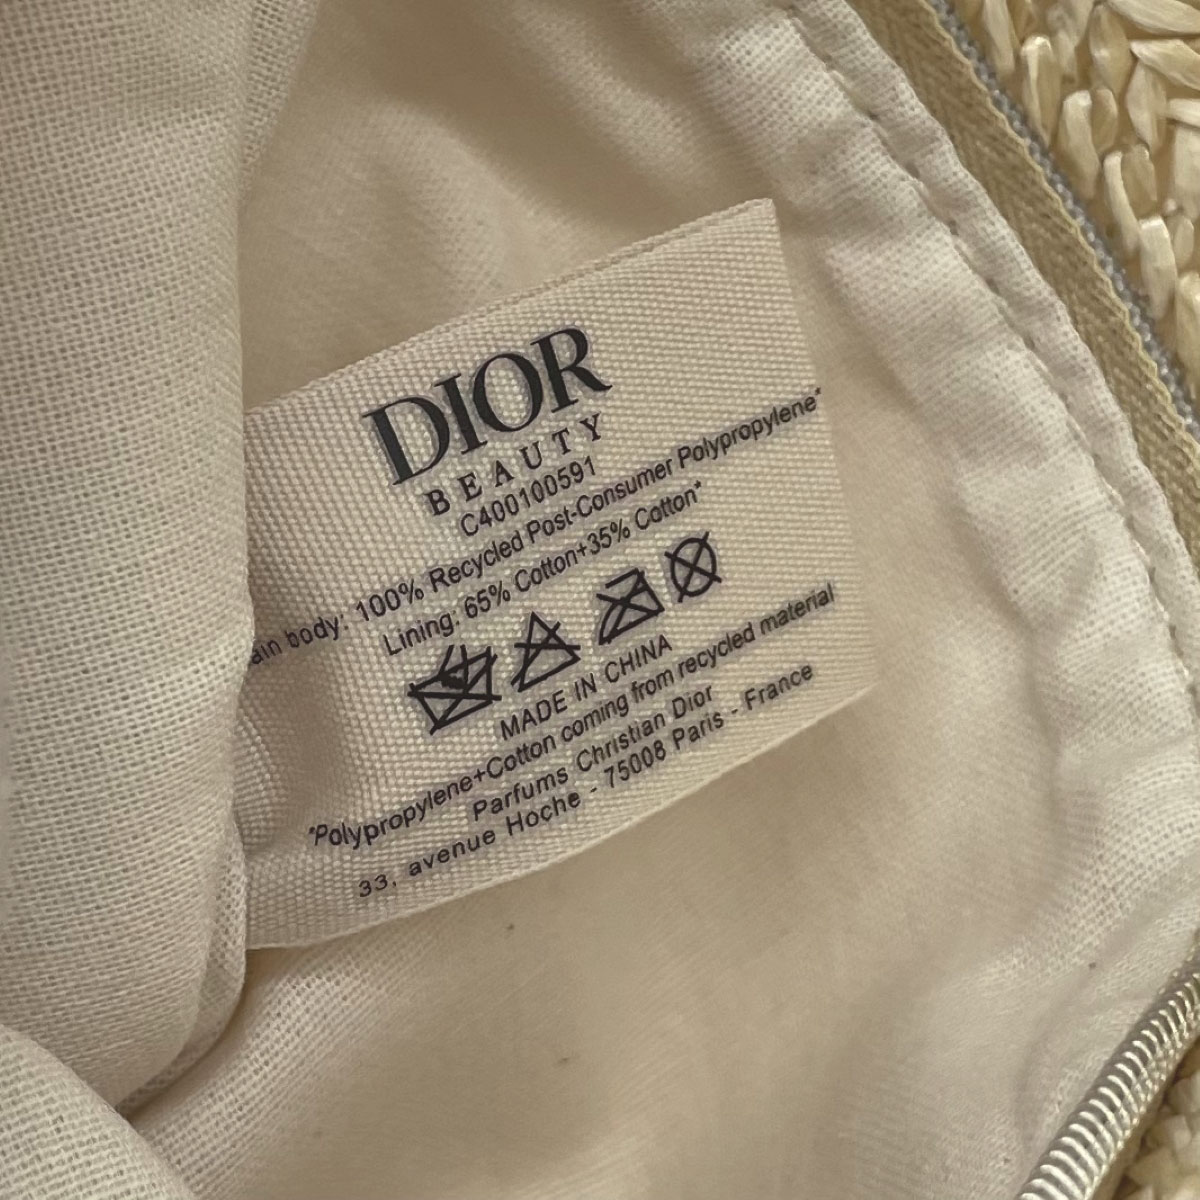 DIOR
BEAUTY
C400100591
ain body: 100% Recycled Post-Consumer Polypropylene*
Lining: 65% Cotton+35% Cotton*
MADE IN CHINA
*Polypropylene+Cotton coming from recycled material
Parfums Christian Dior
33, avenue Hoche - 75008 Paris - France